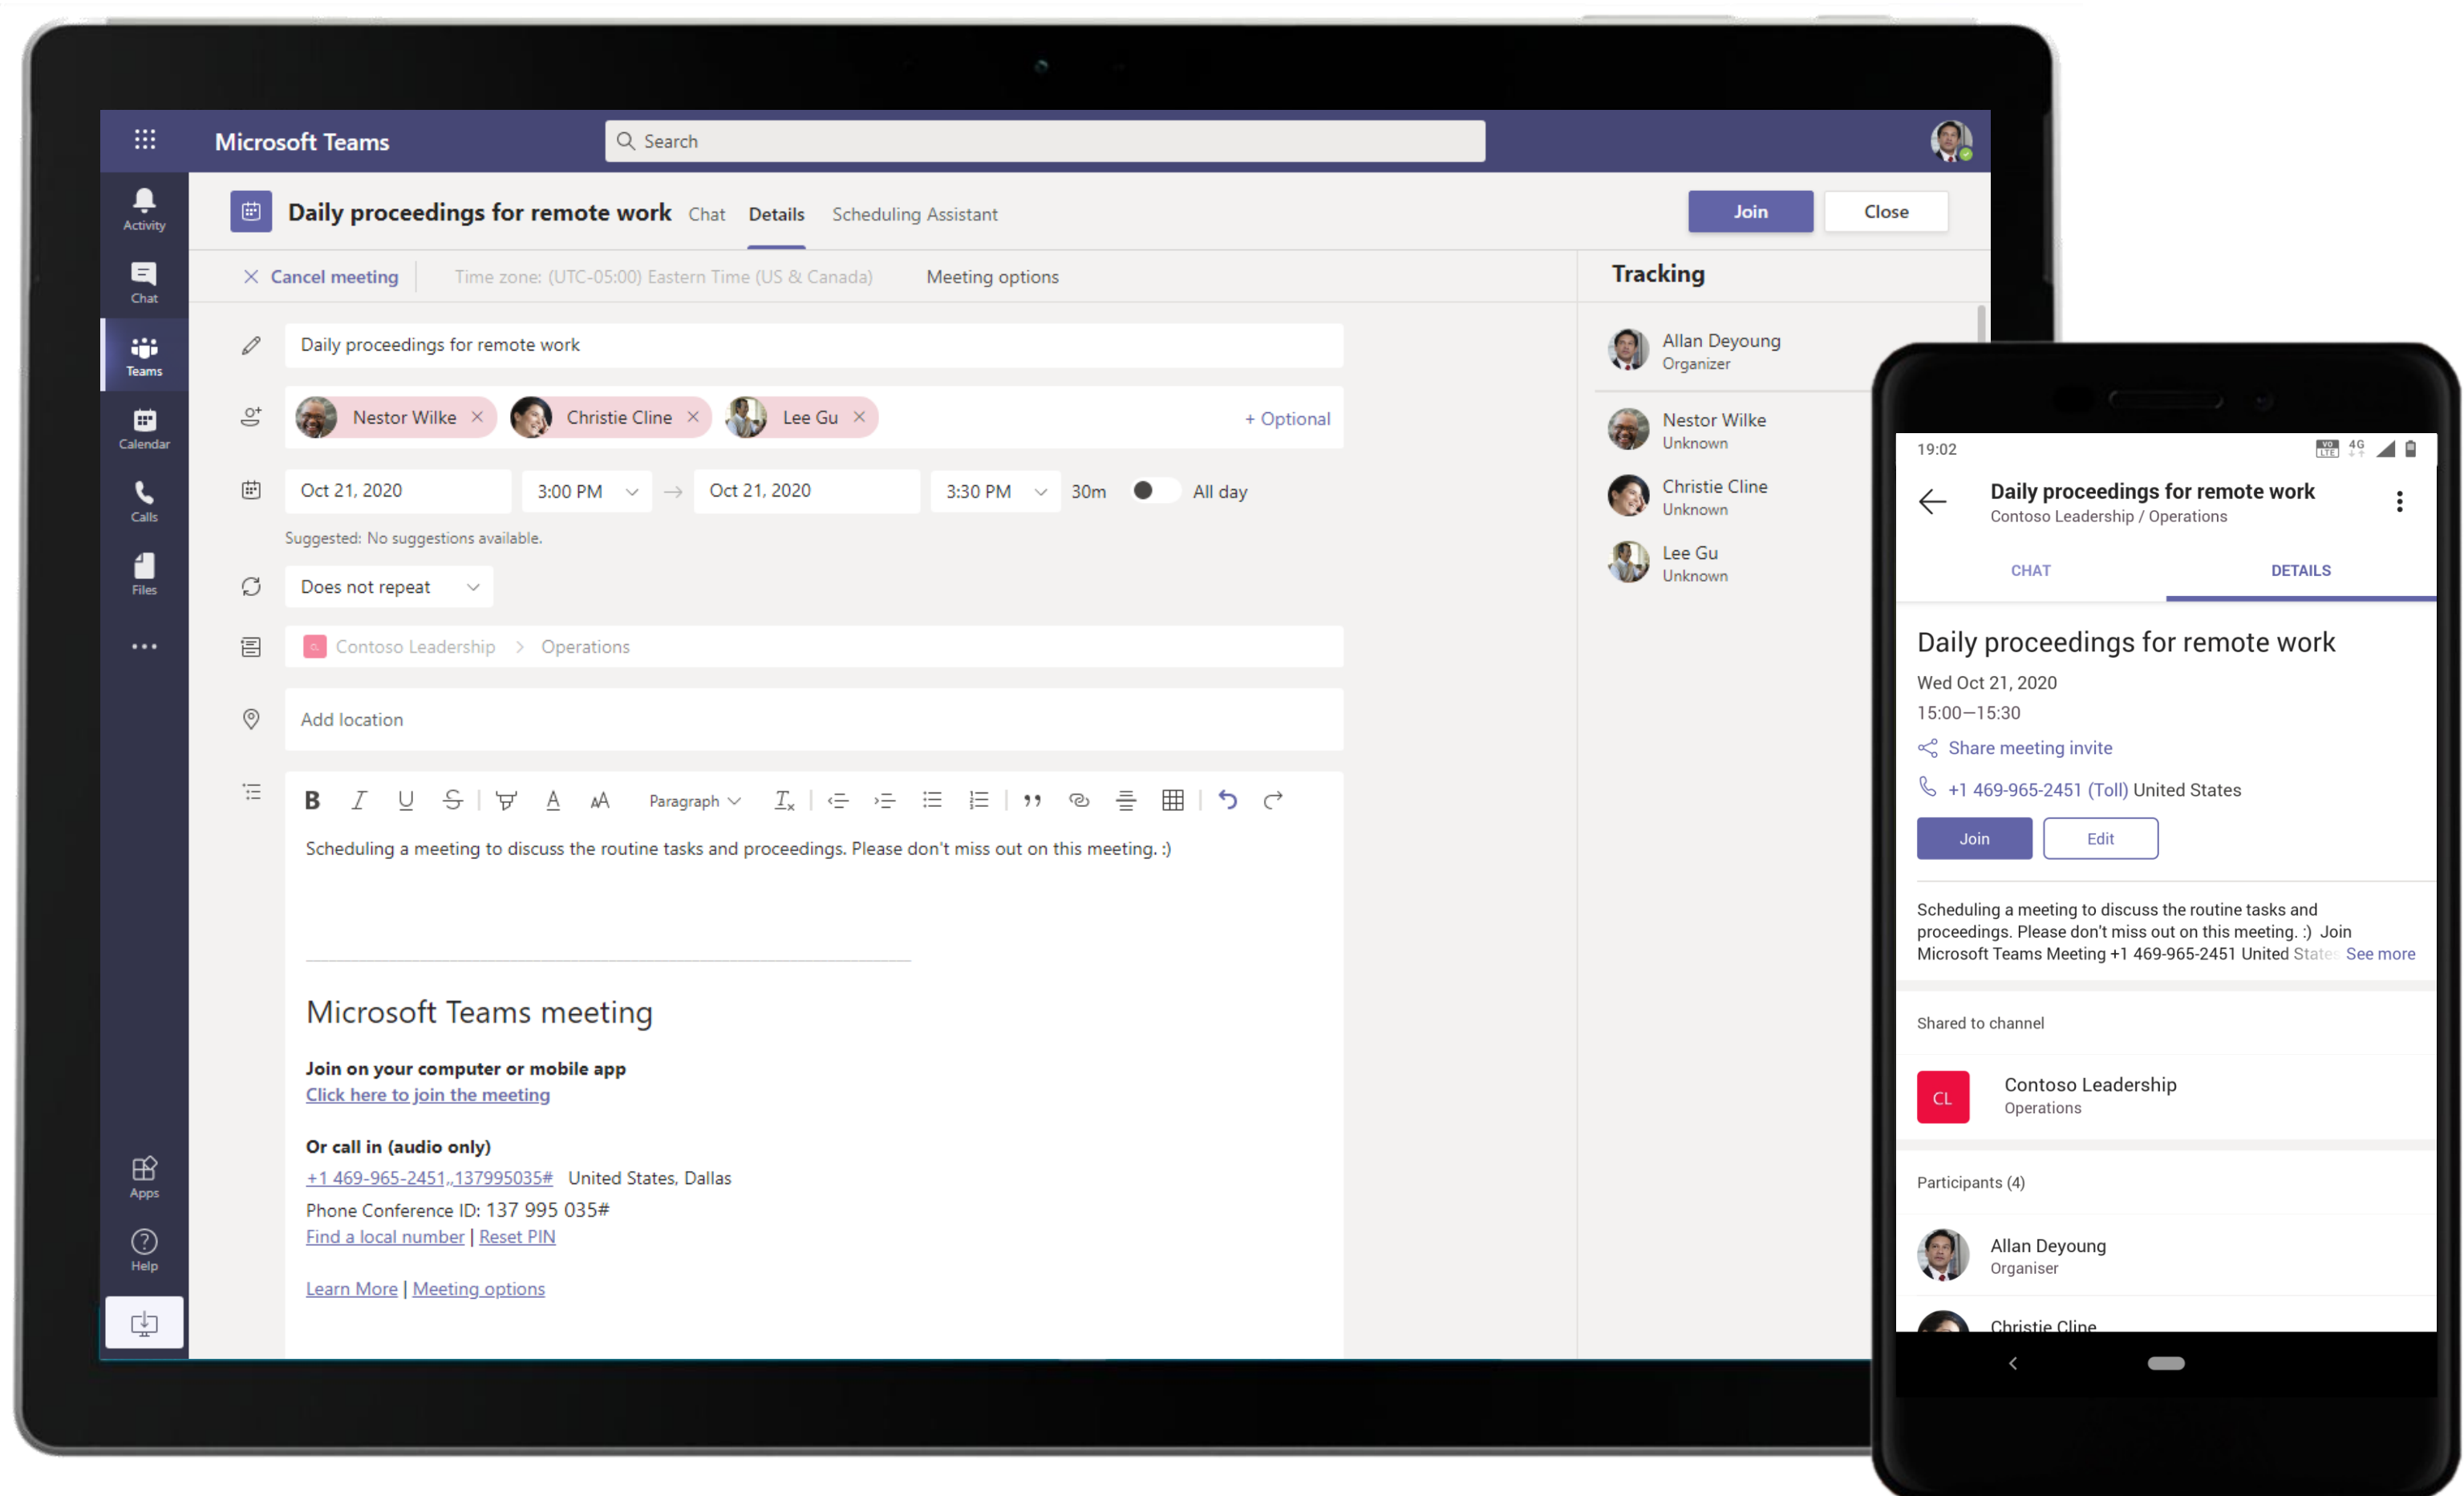 Microsoft Teams
Search
Activity
Chat
Teams
Calendar
Calls
Files
Apps
Help
Daily proceedings for remote work Chat Details Scheduling Assistant
Join Close
Cancel meeting Time zone: (UTC-05:00) Eastern Time (US & Canada) Meeting options
Daily proceedings for remote work
Nestor Wilke Christie Cline Lee Gu + Optional
Oct 21, 2020 3:00 PM Oct 21, 2020 3:30 PM 30m All day
Suggested: No suggestions available.
Does not repeat
CL Contoso Leadership > Operations
Add location
B I U S A AA Paragraph
Scheduling a meeting to discuss the routine tasks and proceedings. Please don't miss out on this meeting. :)
Microsoft Teams meeting
Join on your computer or mobile app
Click here to join the meeting
Or call in (audio only)
+1 469-965-2451,,137995035# United States, Dallas
Phone Conference ID: 137 995 035#
Find a local number | Reset PIN
Learn More | Meeting options
Tracking
Allan Deyoung
Organizer
Nestor Wilke
Unknown
Christie Cline
Unknown
Lee Gu
Unknown
19:02 VO LTE 4G
Daily proceedings for remote work
Contoso Leadership / Operations
CHAT DETAILS
Daily proceedings for remote work
Wed Oct 21, 2020
15:00—15:30
Share meeting invite
+1 469-965-2451 (Toll) United States
Join Edit
Scheduling a meeting to discuss the routine tasks and
proceedings. Please don't miss out on this meeting. :) Join
Microsoft Teams Meeting +1 469-965-2451 United States See more
Shared to channel
CL Contoso Leadership
Operations
Participants (4)
Allan Deyoung
Organiser
Christie Cline